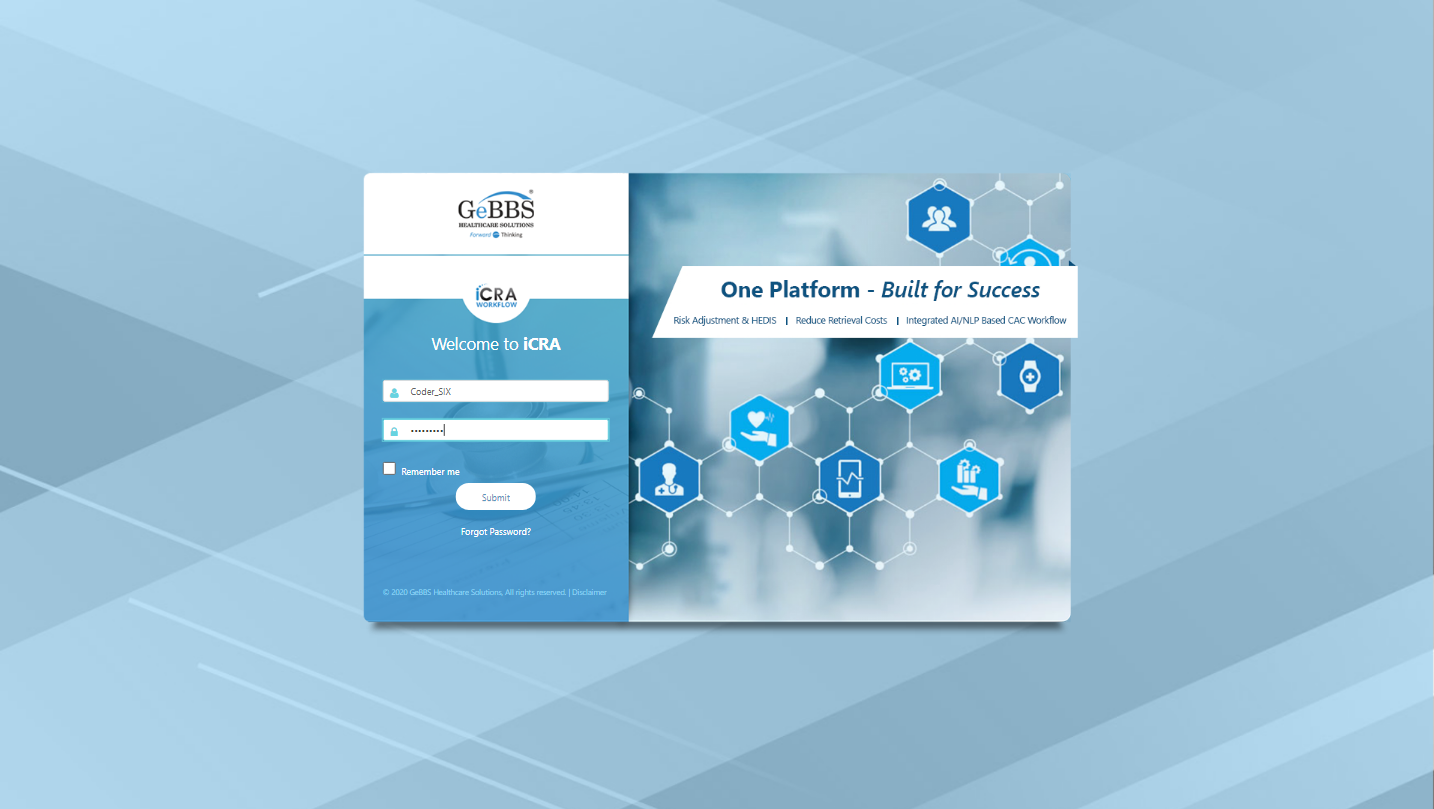 GeBBS®
HEALTHCARE SOLUTIONS
Forward Thinking
iCRA
WORKFLOW
Welcome to iCRA
Coder_SIX
•••••••••
Remember me
Submit
Forgot Password?
© 2020 GeBBS Healthcare Solutions, All rights reserved. | Disclaimer
One Platform - Built for Success
Risk Adjustment & HEDIS | Reduce Retrieval Costs | Integrated AI/NLP Based CAC Workflow